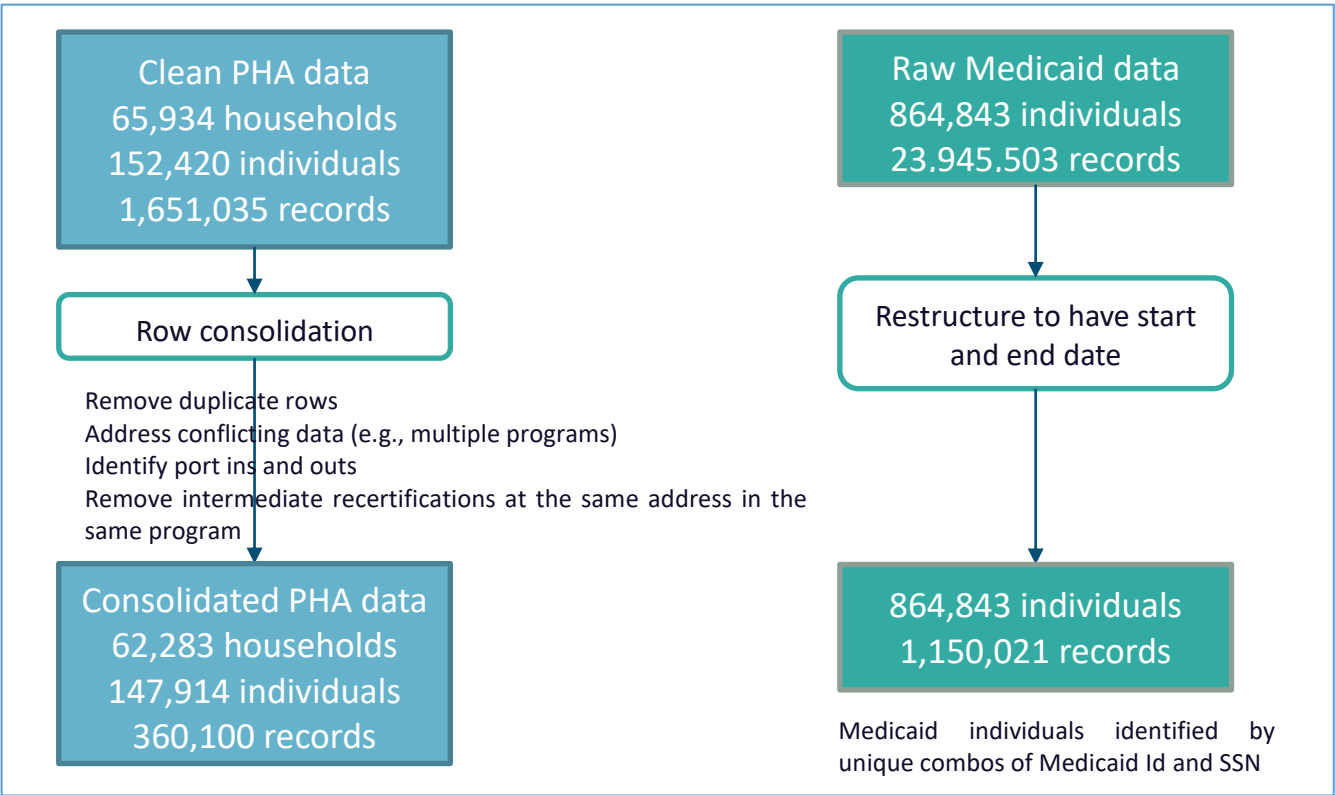 Clean PHA data
65,934 households
152,420 individuals
1,651,035 records
Row consolidation
Remove duplicate rows
Address conflicting data (e.g., multiple programs)
Identify port ins and outs
Remove intermediate recertifications at the same address in the
same program
Consolidated PHA data
62,283 households
147,914 individuals
360,100 records
Raw Medicaid data
864,843 individuals
23,945,503 records
Restructure to have start
and end date
864,843 individuals
1,150,021 records
Medicaid individuals identified by
unique combos of Medicaid Id and SSN